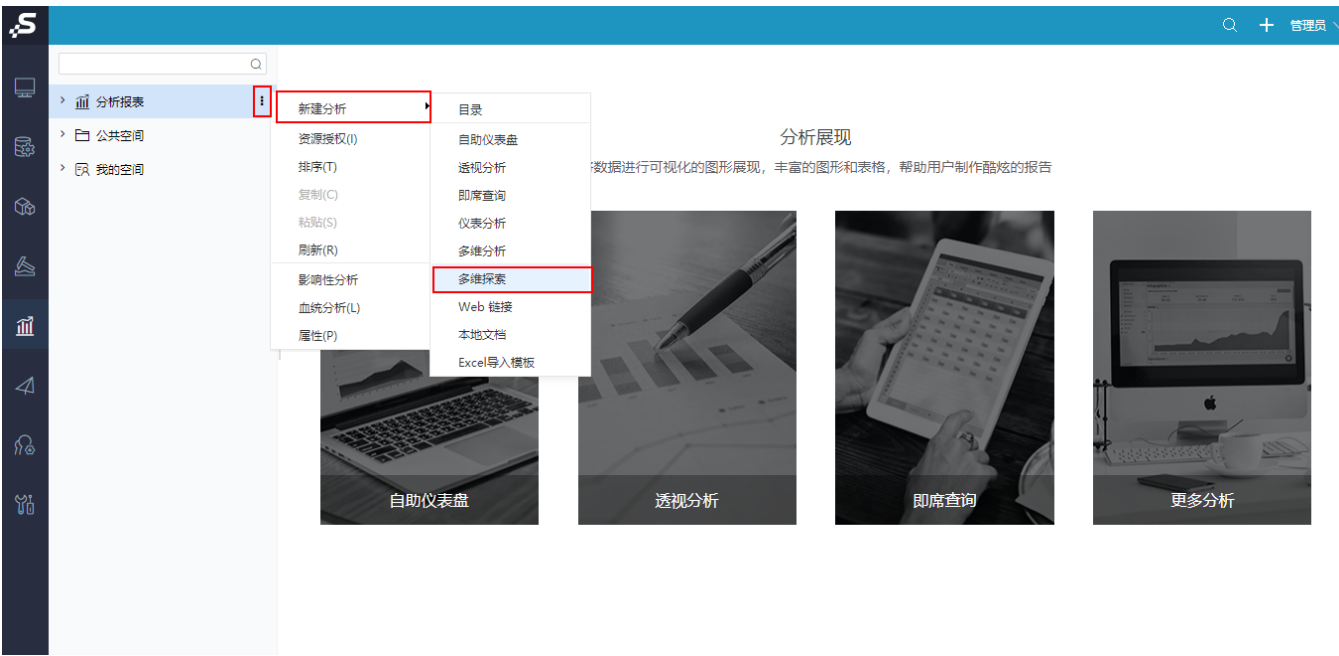 S
管理员
分析报表
公共空间
我的空间
新建分析
资源授权(I)
排序(T)
复制(C)
粘贴(S)
刷新(R)
影响性分析
血统分析(L)
属性(P)
目录
自助仪表盘
透视分析
即席查询
仪表分析
多维分析
多维探索
Web 链接
本地文档
Excel导入模板
分析展现
数据进行可视化的图形展现，丰富的图形和表格，帮助用户制作酷炫的报告
自助仪表盘
透视分析
即席查询
更多分析